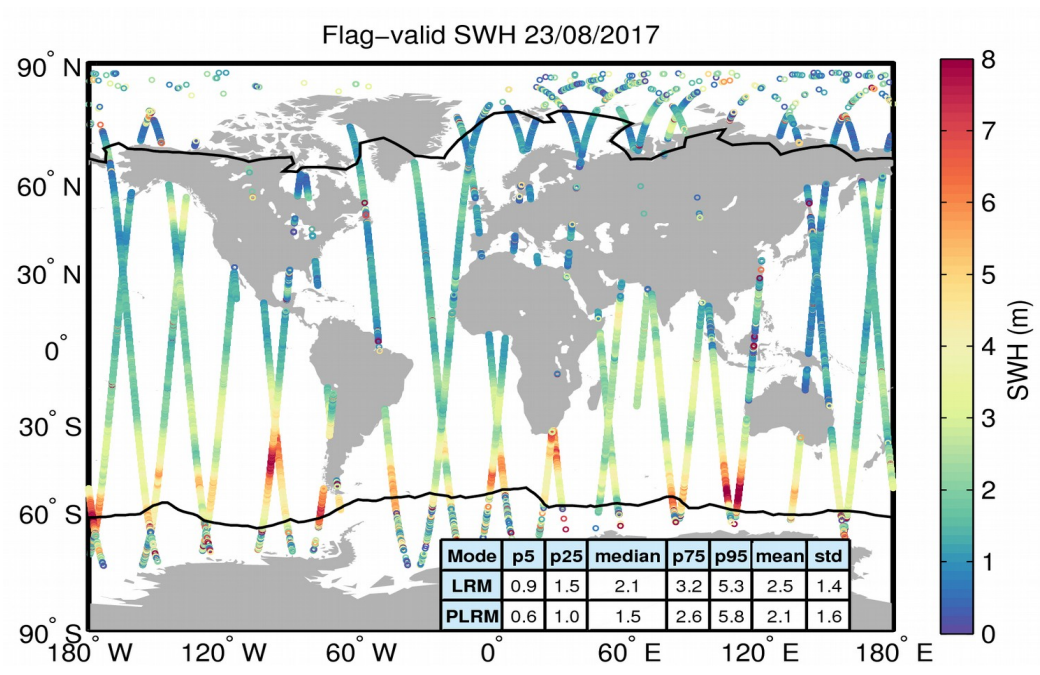 Flag−valid SWH 23/08/2017
90° N
60° N
30° N
0°
30° S
60° S
90° S
180° W
120° W
60° W
0°
60° E
120° E
180° E
8
7
6
5
4
3
2
1
0
SWH (m)
Mode p5 p25 median p75 p95 mean std
LRM 0.9 1.5 2.1 3.2 5.3 2.5 1.4
PLRM 0.6 1.0 1.5 2.6 5.8 2.1 1.6